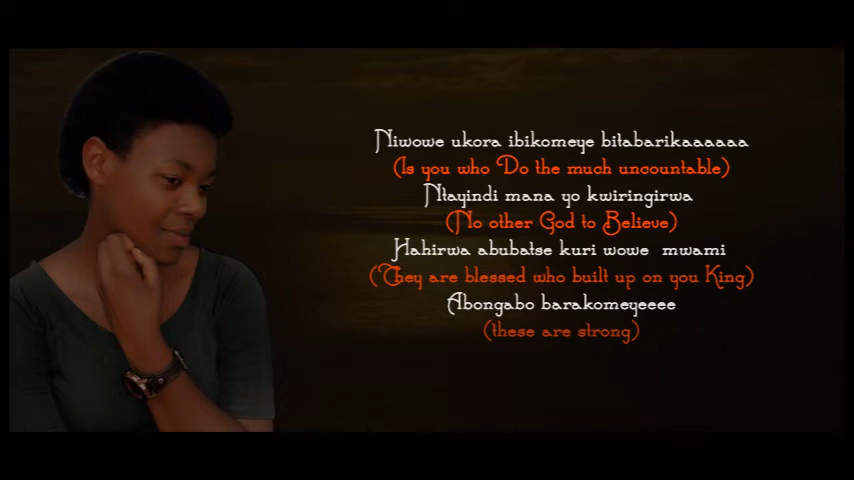 Niwowe ukora ibikomeye bitabarikaaaaaa
(Is you who Do the much uncountable)
Ntayindi mana yo kwiringirwa
(No other God to Believe)
Hahirwa abubatse kuri wowe mwami
(They are blessed who built up on you King)
Abongabo barakomeyeeee
(these are strong)